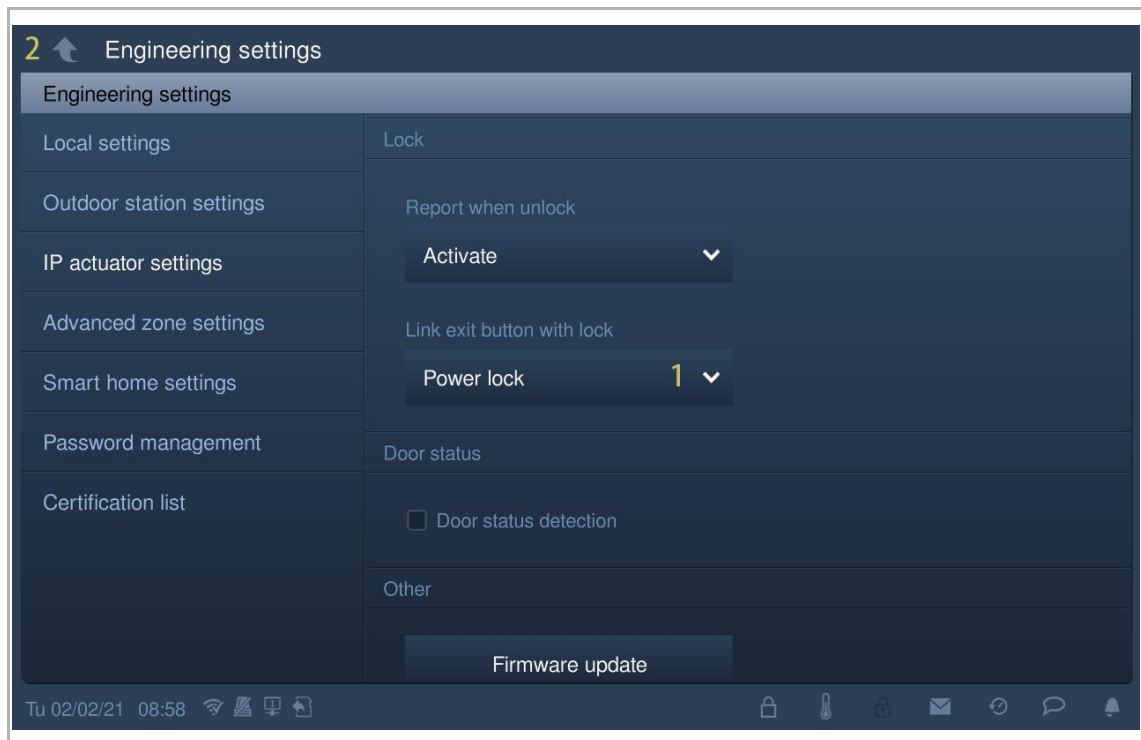 2 Engineering settings
Engineering settings
Local settings
Outdoor station settings
IP actuator settings
Advanced zone settings
Smart home settings
Password management
Certification list
Lock
Report when unlock
Activate
Link exit button with lock
Power lock 1
Door status
Door status detection
Other
Firmware update
Tu 02/02/21 08:58 1